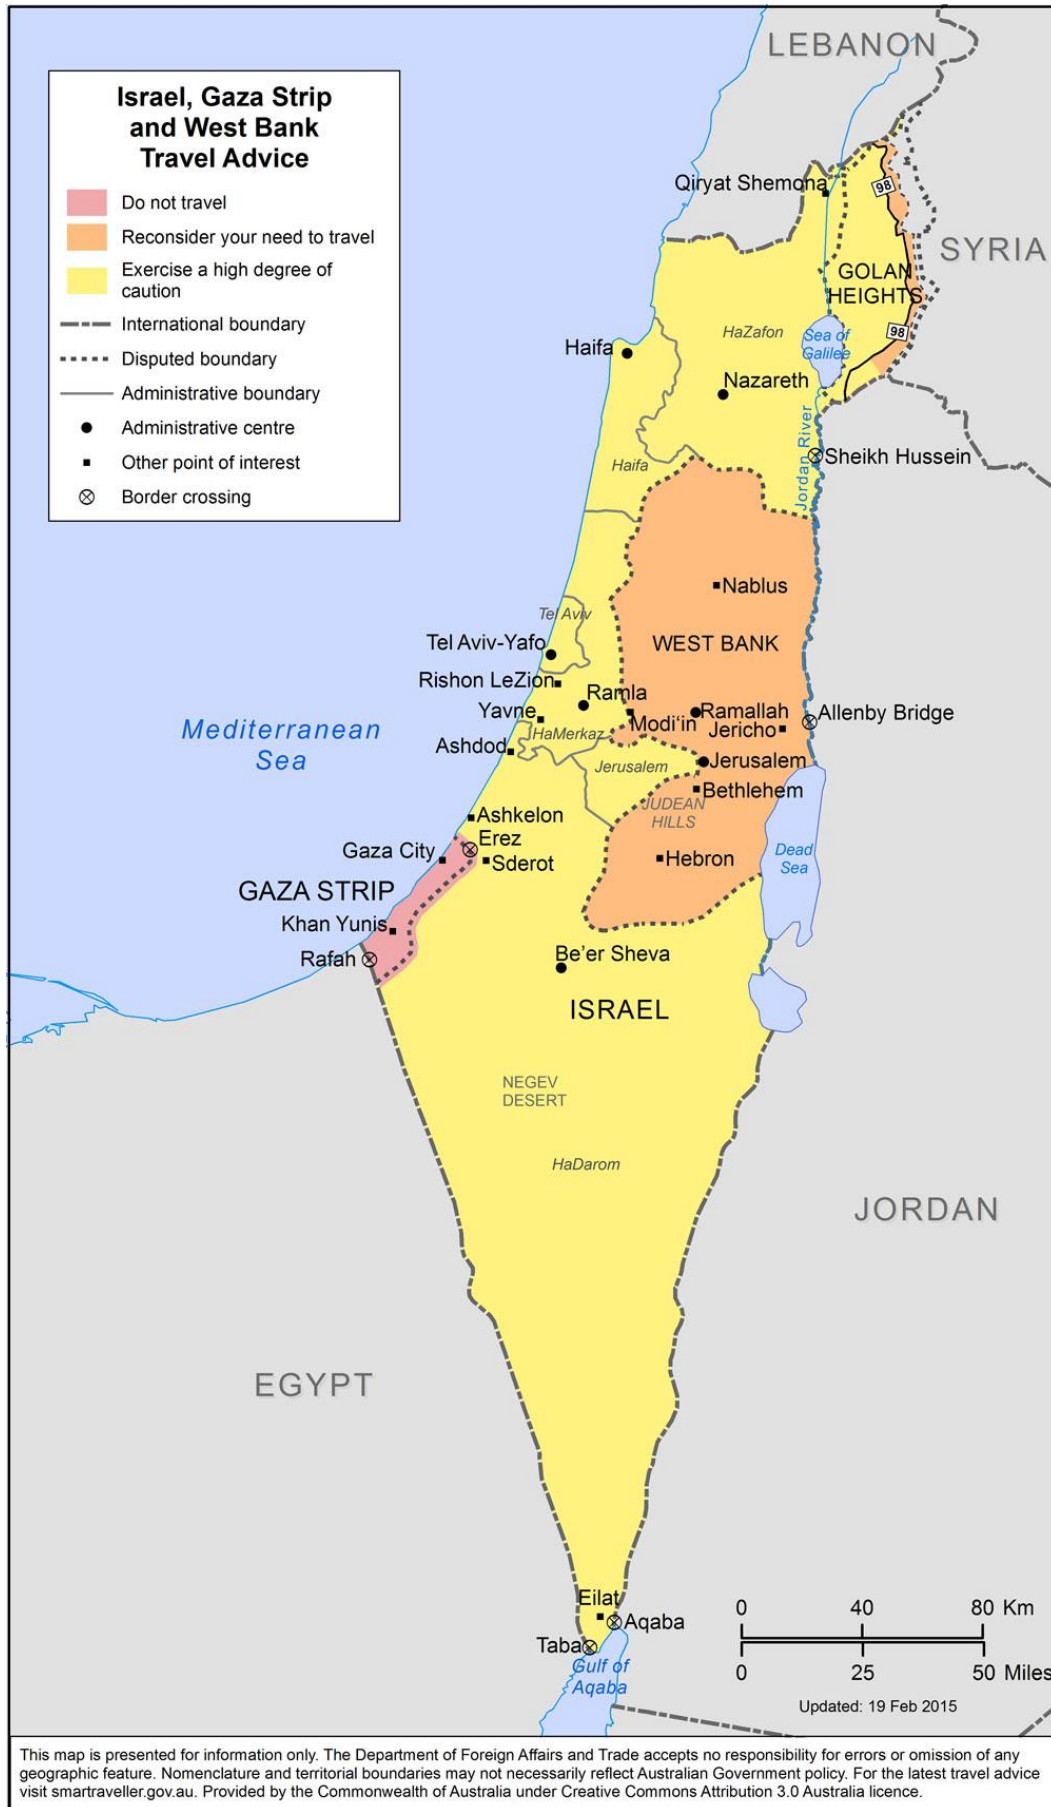 Israel, Gaza Strip
and West Bank
Travel Advice
Do not travel
Reconsider your need to travel
Exercise a high degree of
caution
International boundary
Disputed boundary
Administrative boundary
Administrative centre
Other point of interest
Border crossing
LEBANON
Qiryat Shemona
98
SYRIA
GOLAN
HEIGHTS
HaZafon
Sea of
Galilee
98
Haifa
Nazareth
Jordan River
Sheikh Hussein
Haifa
Nablus
Tel Aviv
Tel Aviv-Yafo
WEST BANK
Rishon LeZion
Ramla
Yavne
Modi‘in
Ramallah
Allenby Bridge
Jericho
Mediterranean
Sea
HaMerkaz
Ashdod
Jerusalem
Jerusalem
Bethlehem
JUDEAN
HILLS
Ashkelon
Erez
Gaza City
Sderot
Hebron
Dead
Sea
GAZA STRIP
Khan Yunis
Rafah
Be’er Sheva
ISRAEL
NEGEV
DESERT
HaDarom
JORDAN
EGYPT
Eilat
Aqaba
Taba
Gulf of
Aqaba
0 40 80 Km
0 25 50 Miles
Updated: 19 Feb 2015
This map is presented for information only. The Department of Foreign Affairs and Trade accepts no responsibility for errors or omission of any
geographic feature. Nomenclature and territorial boundaries may not necessarily reflect Australian Government policy. For the latest travel advice
visit smartraveller.gov.au. Provided by the Commonwealth of Australia under Creative Commons Attribution 3.0 Australia licence.